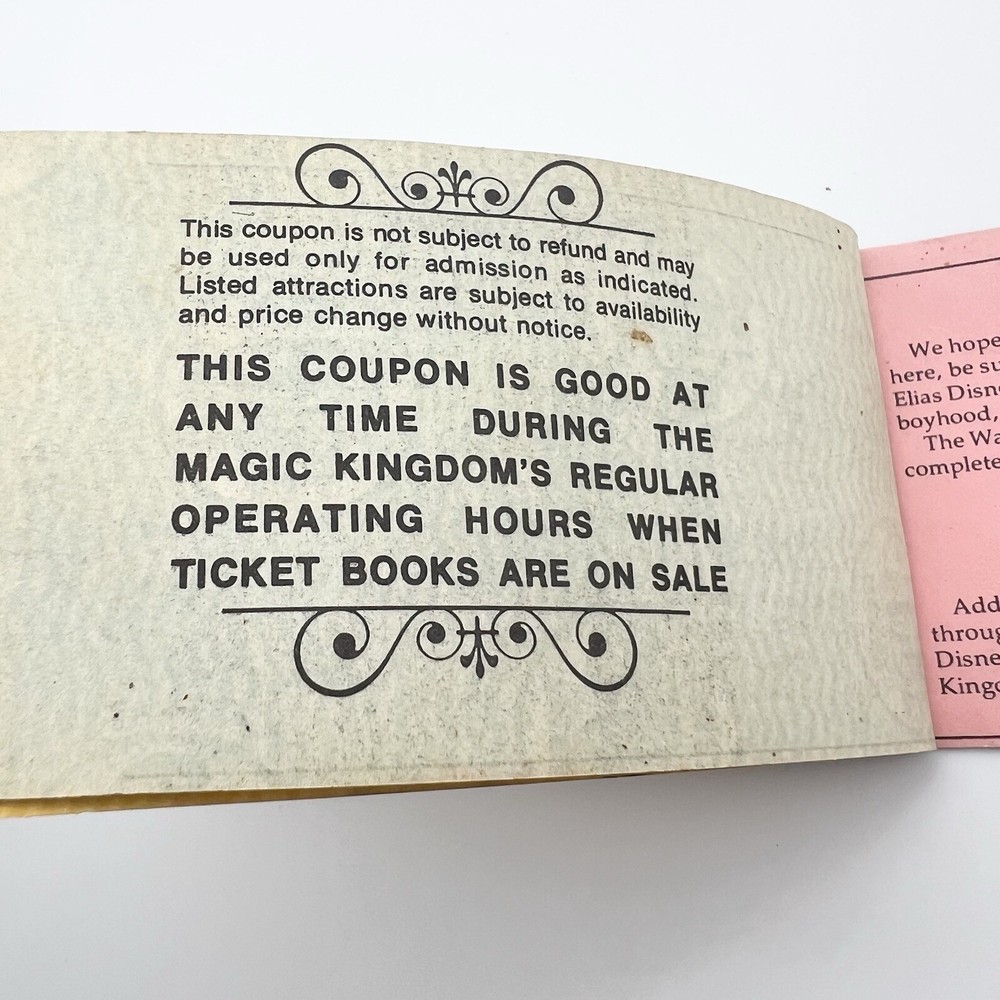 This coupon is not subject to refund and may
be used only for admission as indicated.
Listed attractions are subject to availability
and price change without notice.
THIS COUPON IS GOOD AT
ANY TIME DURING THE
MAGIC KINGDOM'S REGULAR
OPERATING HOURS WHEN
TICKET BOOKS ARE ON SALE
We hope
here, be su
Elias Disne
boyhood,
The Wa
complete
Add
throug
Disne
Kingd